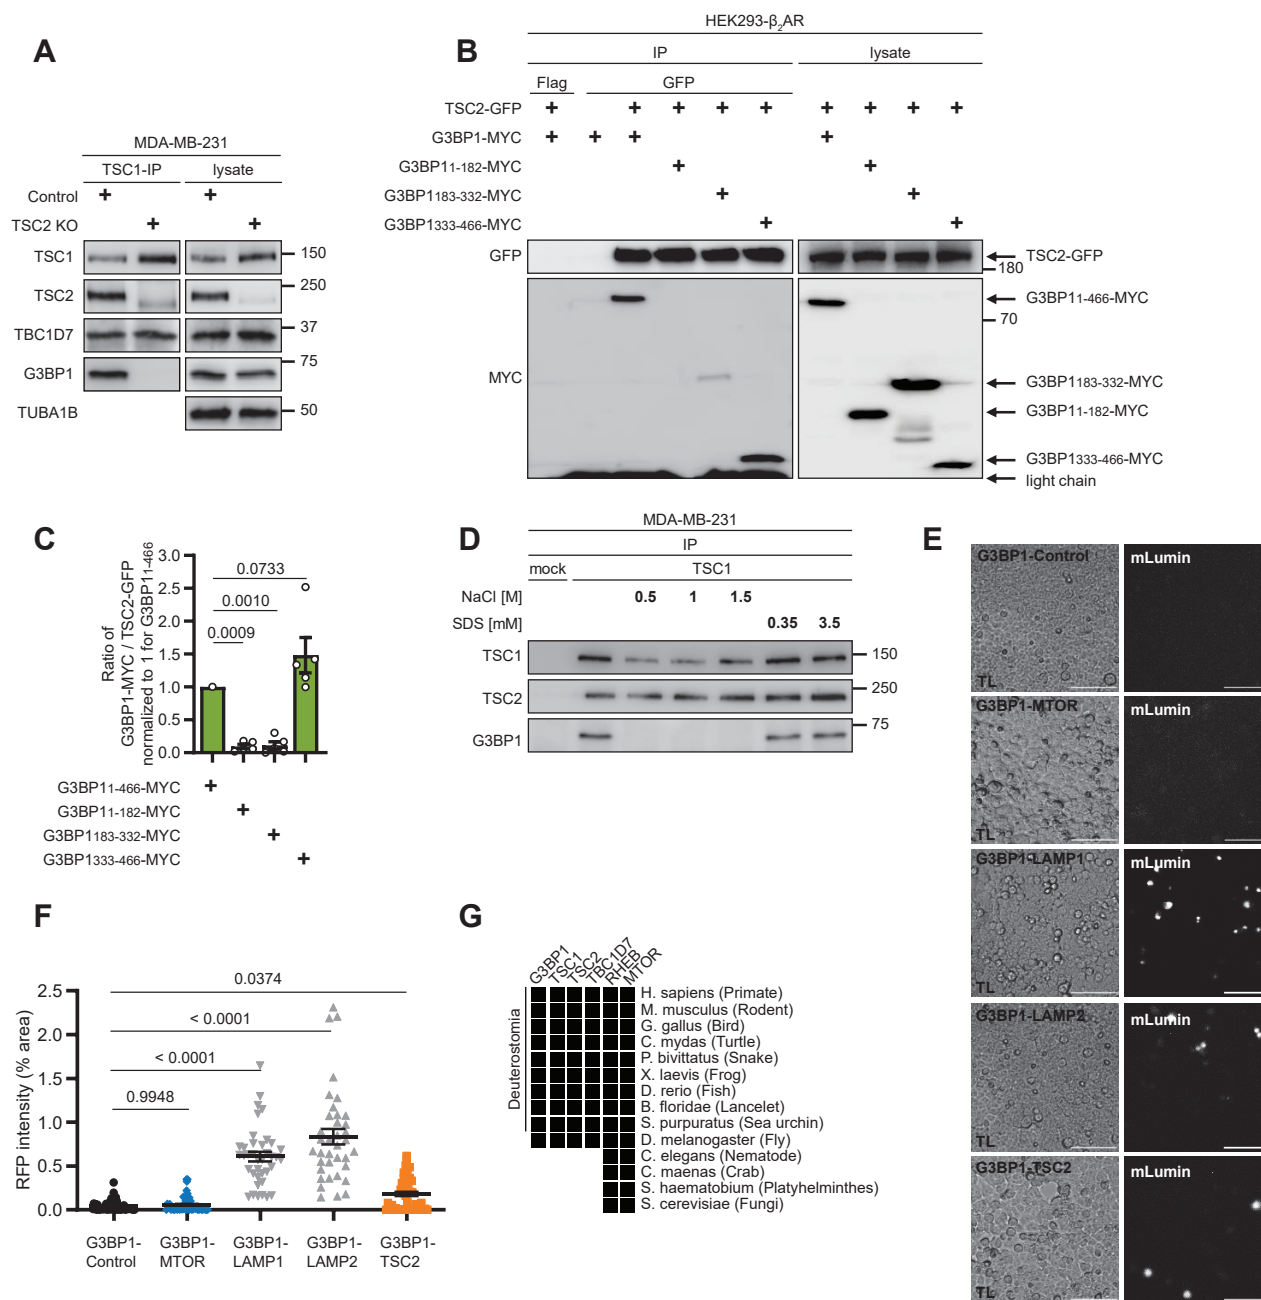 A
MDA-MB-231
TSC1-IP lysate
Control + +
TSC2 KO + +
TSC1 150
TSC2 250
TBC1D7 37
G3BP1 75
TUBA1B 50
B
HEK293-β2AR
IP lysate
Flag GFP
TSC2-GFP + + + + + + + + +
G3BP1-MYC + + + +
G3BP11-182-MYC + +
G3BP1183-332-MYC + +
G3BP1333-466-MYC + +
GFP TSC2-GFP
180
G3BP11-466-MYC
70
MYC G3BP1183-332-MYC
G3BP11-182-MYC
G3BP1333-466-MYC
light chain
C
Ratio of
G3BP1-MYC / TSC2-GFP
normalized to 1 for G3BP11-466
3.0
2.5
2.0
1.5
1.0
0.5
0.0
0.0733
0.0010
0.0009
G3BP11-466-MYC +
G3BP11-182-MYC +
G3BP1183-332-MYC +
G3BP1333-466-MYC +
D
MDA-MB-231
IP
mock TSC1
NaCl [M] 0.5 1 1.5
SDS [mM] 0.35 3.5
TSC1 150
TSC2 250
G3BP1 75
E
G3BP1-Control mLumin
TL
G3BP1-MTOR mLumin
TL
G3BP1-LAMP1 mLumin
TL
G3BP1-LAMP2 mLumin
TL
G3BP1-TSC2 mLumin
TL
F
RFP intensity (% area)
2.5
2.0
1.5
1.0
0.5
0.0
0.0374
< 0.0001
< 0.0001
0.9948
G3BP1- G3BP1- G3BP1- G3BP1- G3BP1-
Control MTOR LAMP1 LAMP2 TSC2
G
G3BP1 TSC1 TSC2 TBC1D7 RHEB MTOR
Deuterostomia
H. sapiens (Primate)
M. musculus (Rodent)
G. gallus (Bird)
C. mydas (Turtle)
P. bivittatus (Snake)
X. laevis (Frog)
D. rerio (Fish)
B. floridae (Lancelet)
S. purpuratus (Sea urchin)
D. melanogaster (Fly)
C. elegans (Nematode)
C. maenas (Crab)
S. haematobium (Platyhelminthes)
S. cerevisiae (Fungi)